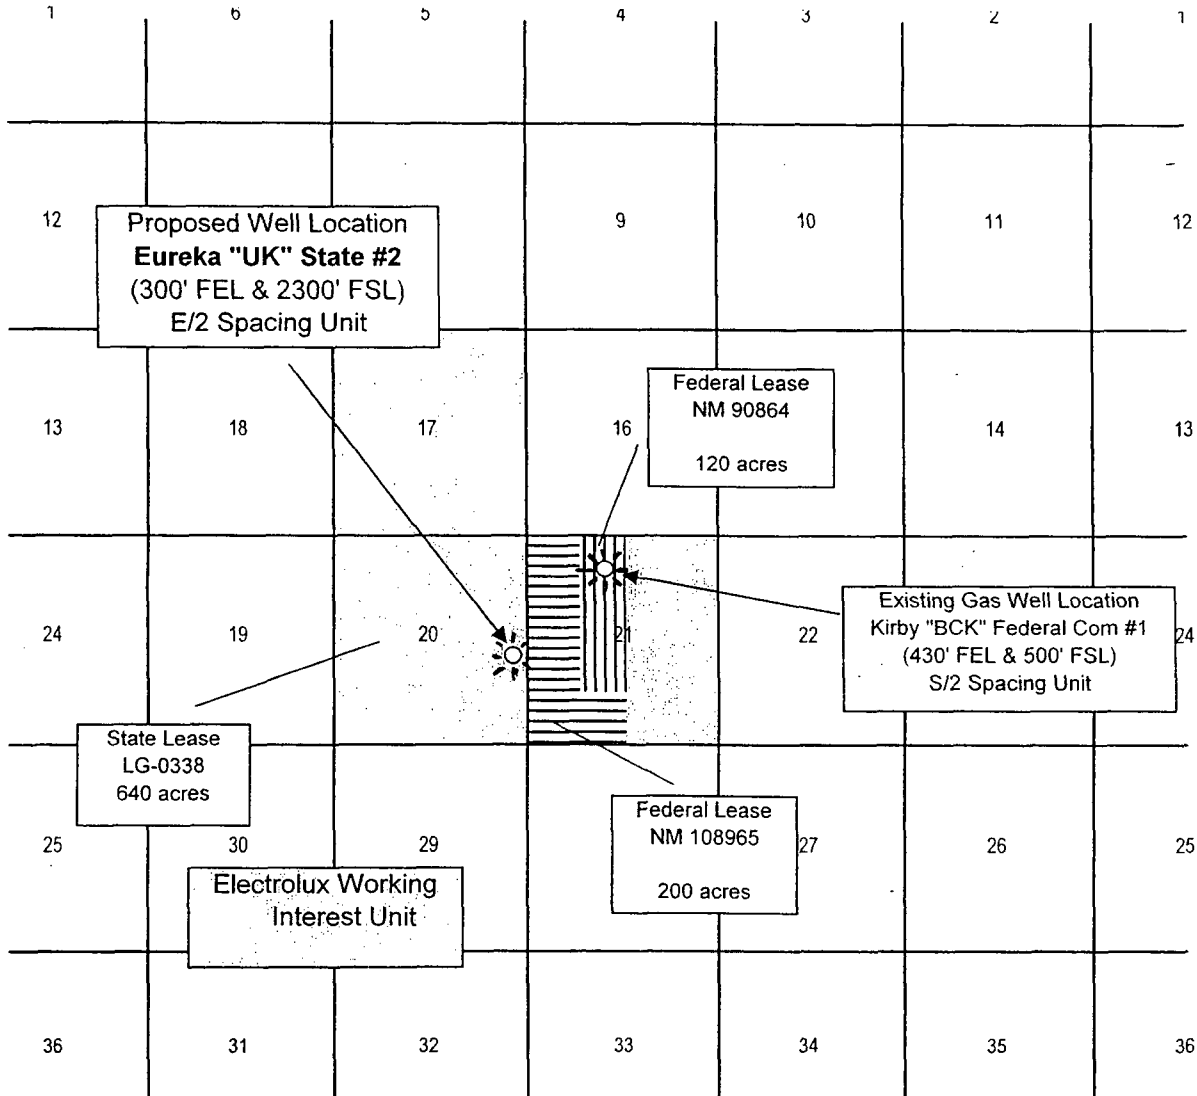 1 6 5 4 3 2 1
12 9 10 11 12
Proposed Well Location
Eureka "UK" State #2
(300' FEL & 2300' FSL)
E/2 Spacing Unit
13 18 17 16 14 13
Federal Lease
NM 90864
120 acres
24 19 20 21 22 24
Existing Gas Well Location
Kirby "BCK" Federal Com #1
(430' FEL & 500' FSL)
S/2 Spacing Unit
State Lease
LG-0338
640 acres
25 30 29 27 26 25
Federal Lease
NM 108965
200 acres
Electrolux Working
Interest Unit
36 31 32 33 34 35 36